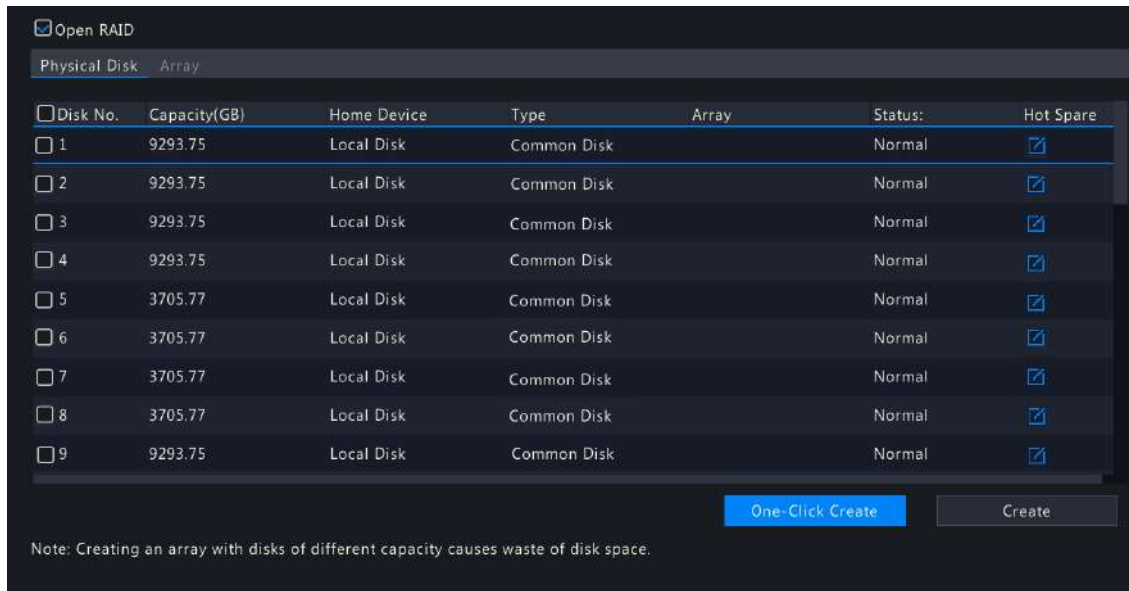 Open RAID
Physical Disk Array
Disk No. Capacity(GB) Home Device Type Array Status: Hot Spare
1 9293.75 Local Disk Common Disk Normal
2 9293.75 Local Disk Common Disk Normal
3 9293.75 Local Disk Common Disk Normal
4 9293.75 Local Disk Common Disk Normal
5 3705.77 Local Disk Common Disk Normal
6 3705.77 Local Disk Common Disk Normal
7 3705.77 Local Disk Common Disk Normal
8 3705.77 Local Disk Common Disk Normal
9 9293.75 Local Disk Common Disk Normal
One-Click Create Create
Note: Creating an array with disks of different capacity causes waste of disk space.